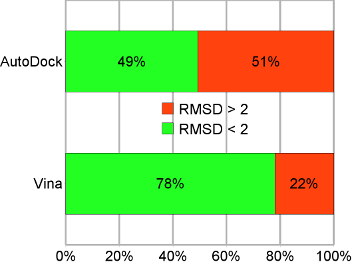 AutoDock 49% 51%
RMSD > 2
RMSD < 2
Vina 78% 22%
0% 20% 40% 60% 80% 100%